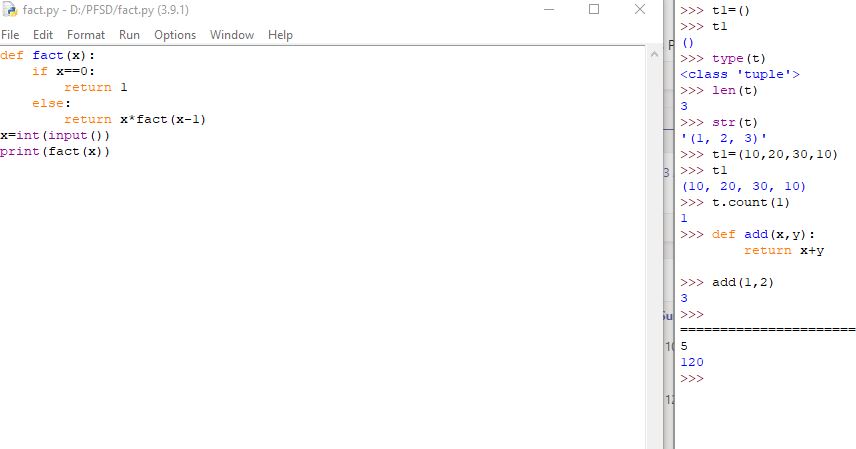 fact.py - D:/PFSD/fact.py (3.9.1)
File Edit Format Run Options Window Help
def fact(x):
    if x==0:
        return 1
    else:
        return x*fact(x-1)
x=int(input())
print(fact(x))
>>> t1=()
>>> t1
()
>>> type(t)
<class 'tuple'>
>>> len(t)
3
>>> str(t)
'(1, 2, 3)'
>>> t1=(10,20,30,10)
>>> t1
(10, 20, 30, 10)
>>> t.count(1)
1
>>> def add(x,y):
        return x+y
>>> add(1,2)
3
>>>
======================
5
120
>>>